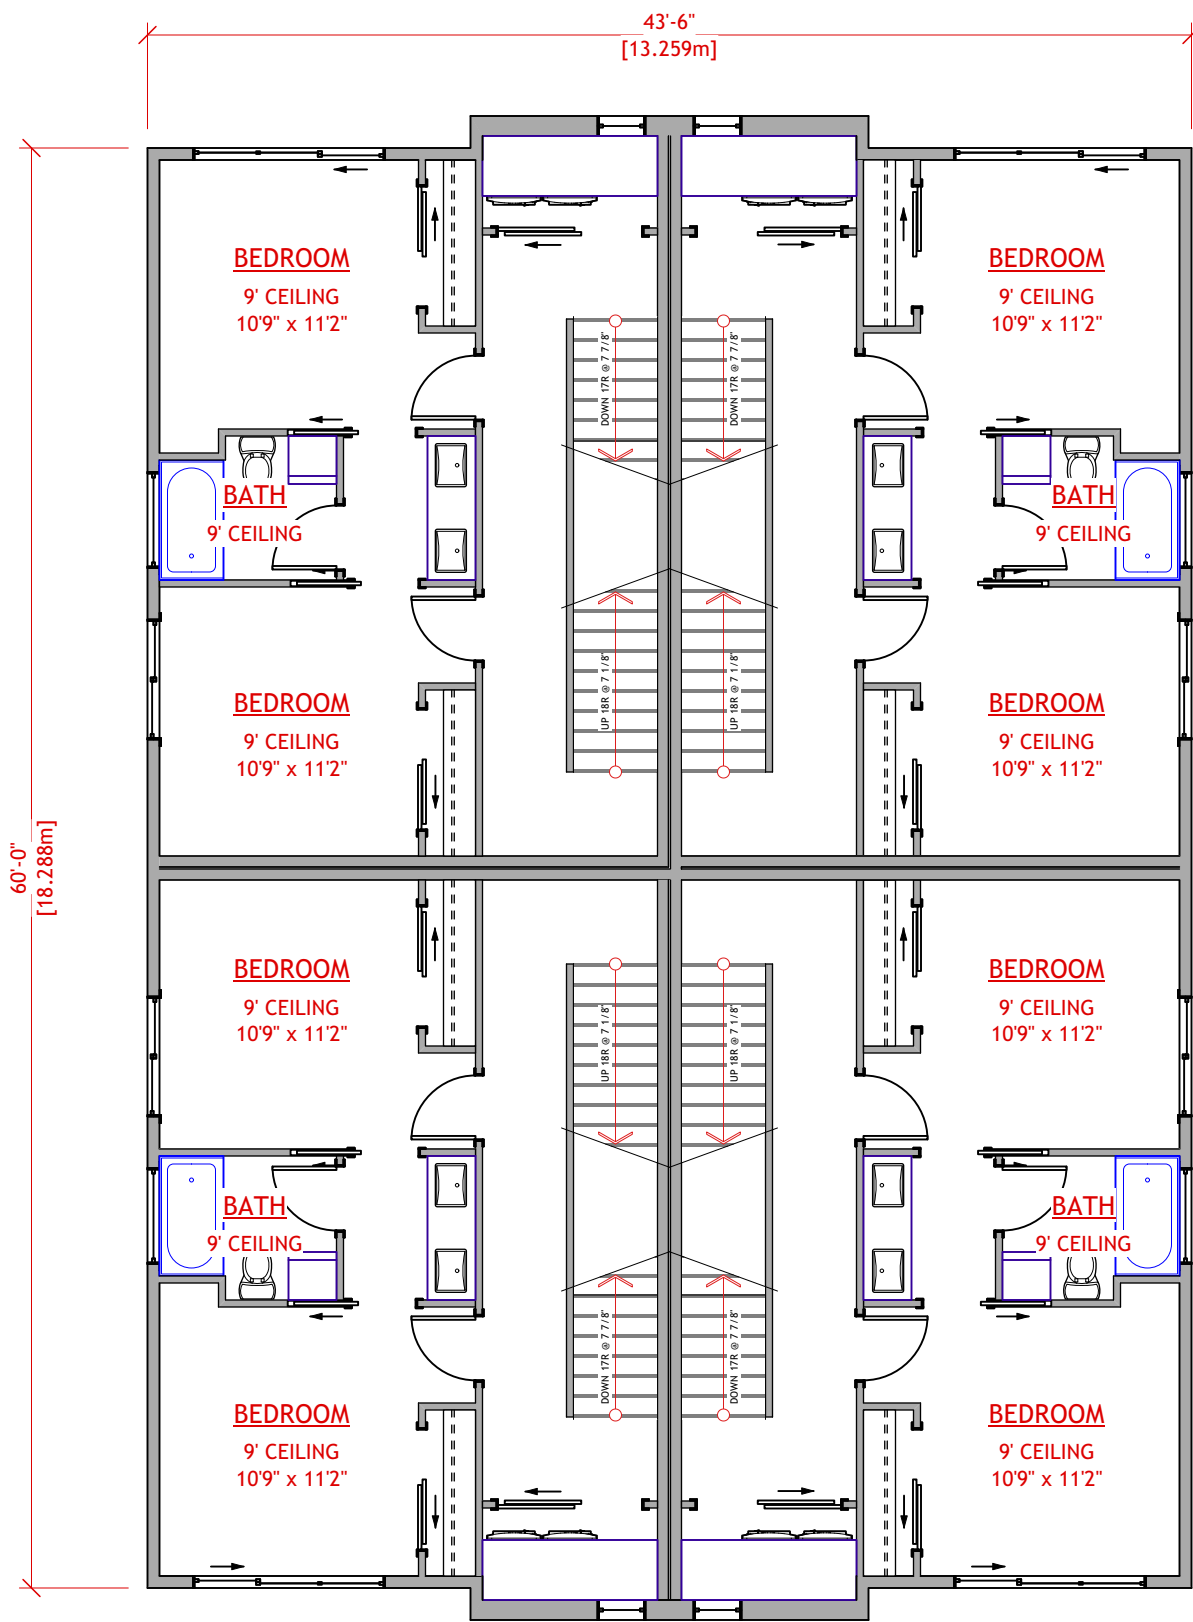 43'-6"
[13.259m]
60'-0"
[18.288m]
BEDROOM
9' CEILING
10'9" x 11'2"
BEDROOM
9' CEILING
10'9" x 11'2"
DOWN 17R @ 7 7/8"
DOWN 17R @ 7 7/8"
BATH
9' CEILING
BATH
9' CEILING
UP 18R @ 7 1/8"
UP 18R @ 7 1/8"
BEDROOM
9' CEILING
10'9" x 11'2"
BEDROOM
9' CEILING
10'9" x 11'2"
BEDROOM
9' CEILING
10'9" x 11'2"
BEDROOM
9' CEILING
10'9" x 11'2"
UP 18R @ 7 1/8"
UP 18R @ 7 1/8"
BATH
9' CEILING
BATH
9' CEILING
DOWN 17R @ 7 7/8"
DOWN 17R @ 7 7/8"
BEDROOM
9' CEILING
10'9" x 11'2"
BEDROOM
9' CEILING
10'9" x 11'2"